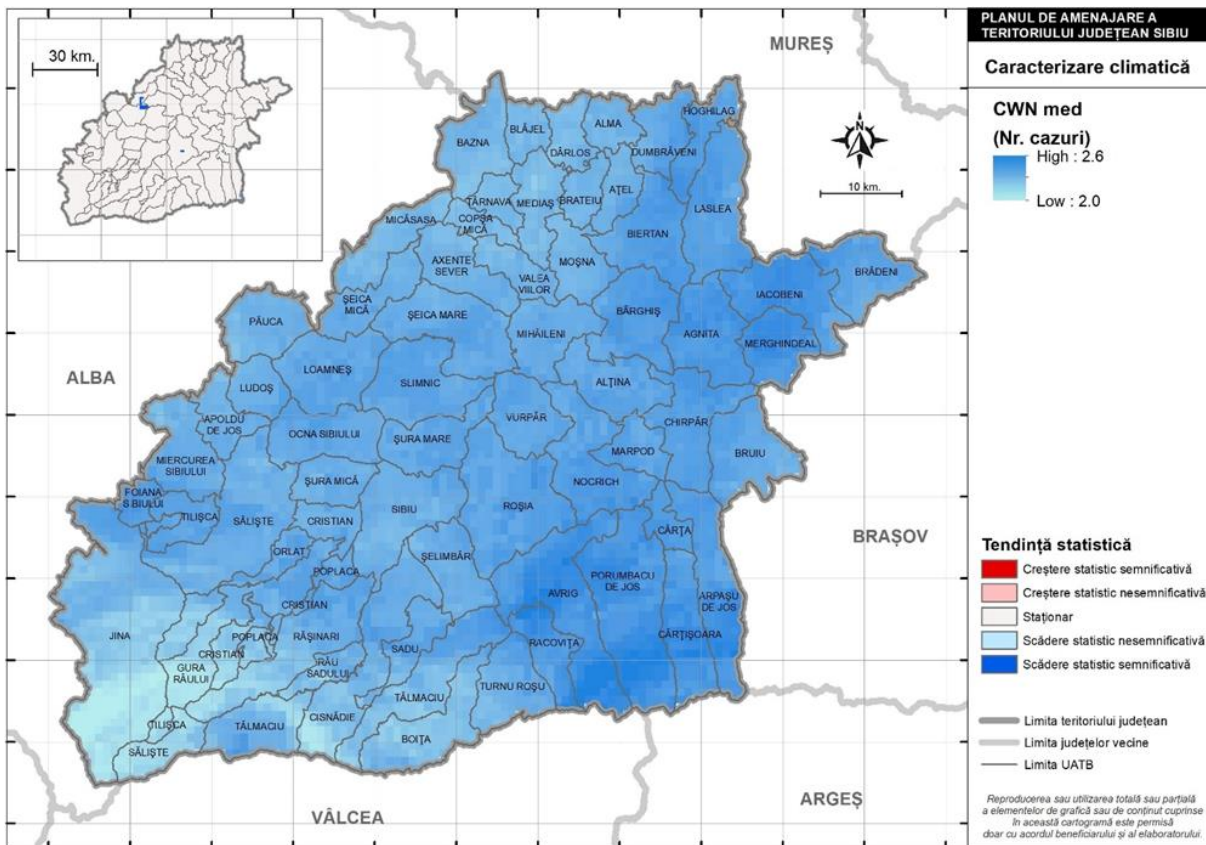 PLANUL DE AMENAJARE A
TERITORIULUI JUDEȚEAN SIBIU
Caracterizare climatică
CWN med
(Nr. cazuri)
High : 2.6
Low : 2.0
30 km.
MUREȘ
N
10 km.
HOGHILAG
BLĂJEL
ALMA
BAZNA
DÂRLOS
DUMBRĂVENI
AȚEL
TÂRNAVA
MEDIAȘ
BRATEIU
LASLEA
MICĂSASA
COPȘA
MICĂ
BIERTAN
AXENTE
SEVER
MOȘNA
BRĂDENI
VALEA
VIILOR
IACOBENI
ȘEICA
MICĂ
ȘEICA MARE
BÂRGHIȘ
PĂUCA
MIHĂILENI
AGNITA
MERGHINDEAL
ALBA
LOAMNEȘ
LUDOȘ
SLIMNIC
ALȚINA
APOLDU
DE JOS
VURPĂR
CHIRPĂR
OCNA SIBIULUI
ȘURA MARE
MARPOD
BRUIU
MIERCUREA
SIBIULUI
ȘURA MICĂ
NOCRICH
SIBIU
ROȘIA
TILIȘCA
SĂLIȘTE
CRISTIAN
CÂRȚA
BRAȘOV
ORLAT
ȘELIMBĂR
POPLACA
PORUMBACU
DE JOS
AVRIG
ARPAȘU
DE JOS
CRISTIAN
JINA
POPLACA
RĂȘINARI
CÂRȚIȘOARA
RACOVIȚA
SADU
CRISTIAN
GURA
RÂULUI
RÂU
SADULUI
TURNU ROȘU
TĂLMACIU
TILIȘCA
TĂLMACIU
CISNĂDIE
BOIȚA
SĂLIȘTE
ARGEȘ
VÂLCEA
Tendință statistică
Creștere statistic semnificativă
Creștere statistic nesemnificativă
Staționar
Scădere statistic nesemnificativă
Scădere statistic semnificativă
Limita teritoriului județean
Limita județelor vecine
Limita UATB
Reproducerea sau utilizarea totală sau parțială
a elementelor de grafică sau de conținut cuprinse
în această cartogramă este permisă
doar cu acordul beneficiarului și al elaboratorului.